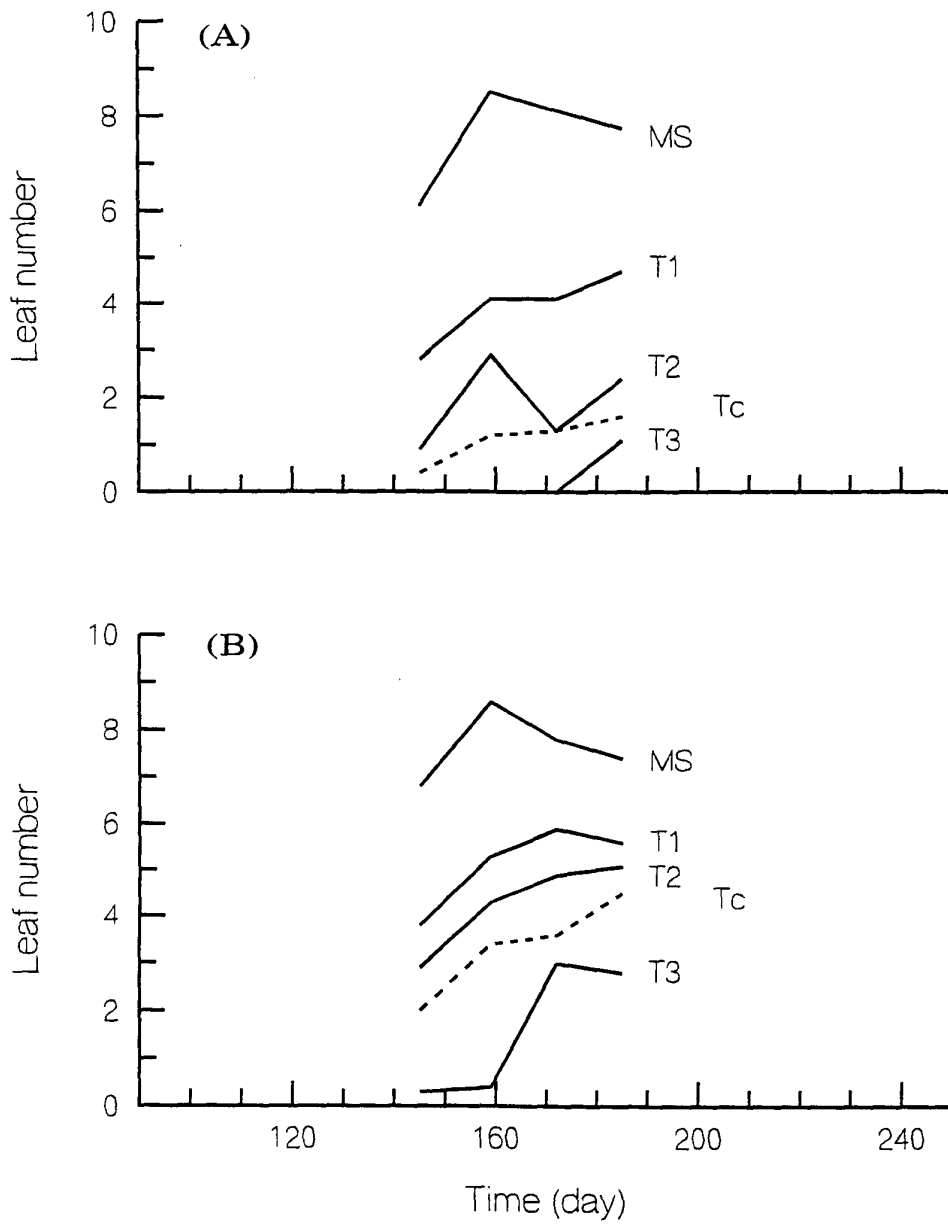 (A)
10
8
6
4
2
0
Leaf number
MS
T1
T2
Tc
T3
(B)
10
8
6
4
2
0
Leaf number
MS
T1
T2
Tc
T3
120 160 200 240
Time (day)